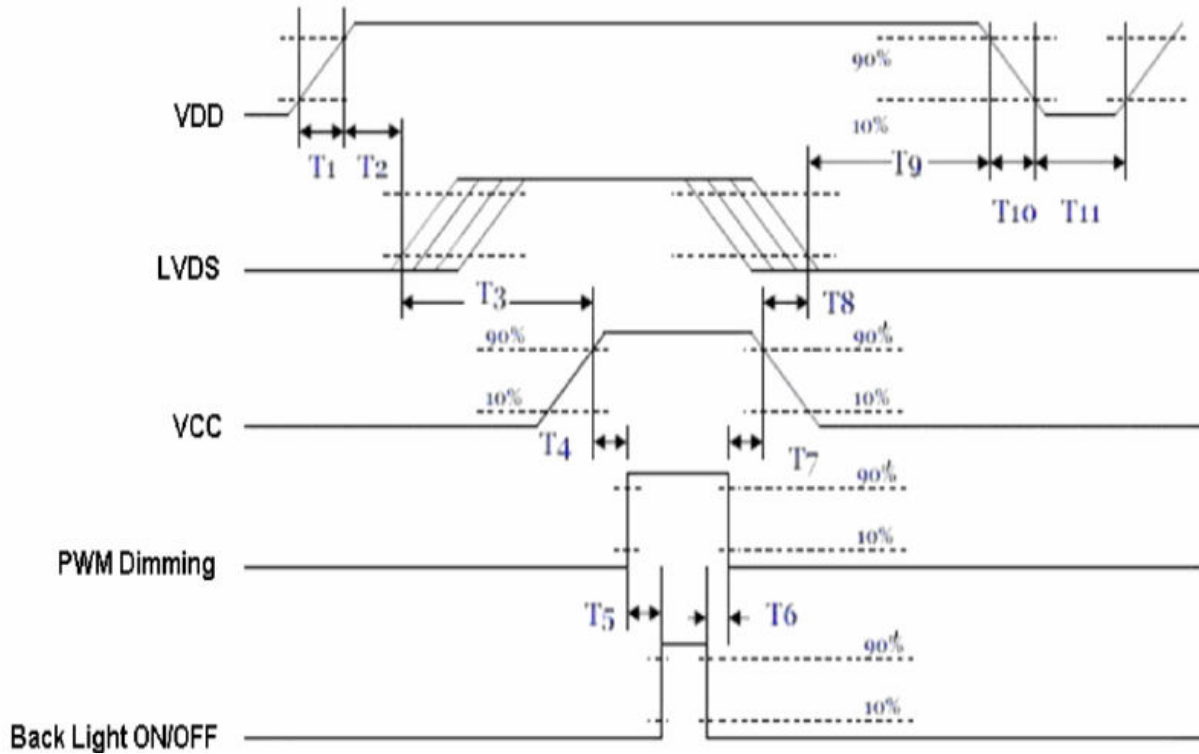 90%
VDD
10%
T1 T2 T9
T10 T11
LVDS
T3 T8
90% 90%
10% 10%
VCC
T4 T7
90%
10%
PWM Dimming
T5 T6
90%
10%
Back Light ON/OFF